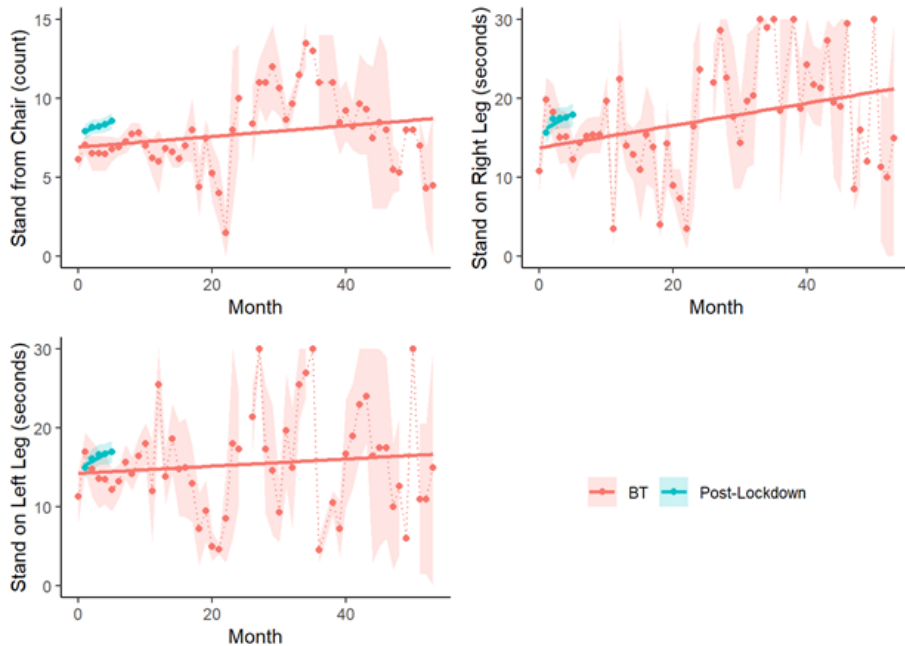 Stand from Chair (count)
15
10
5
0
0
20
40
Month
Stand on Right Leg (seconds)
30
20
10
0
0
20
40
Month
Stand on Left Leg (seconds)
30
20
10
0
0
20
40
Month
BT
Post-Lockdown